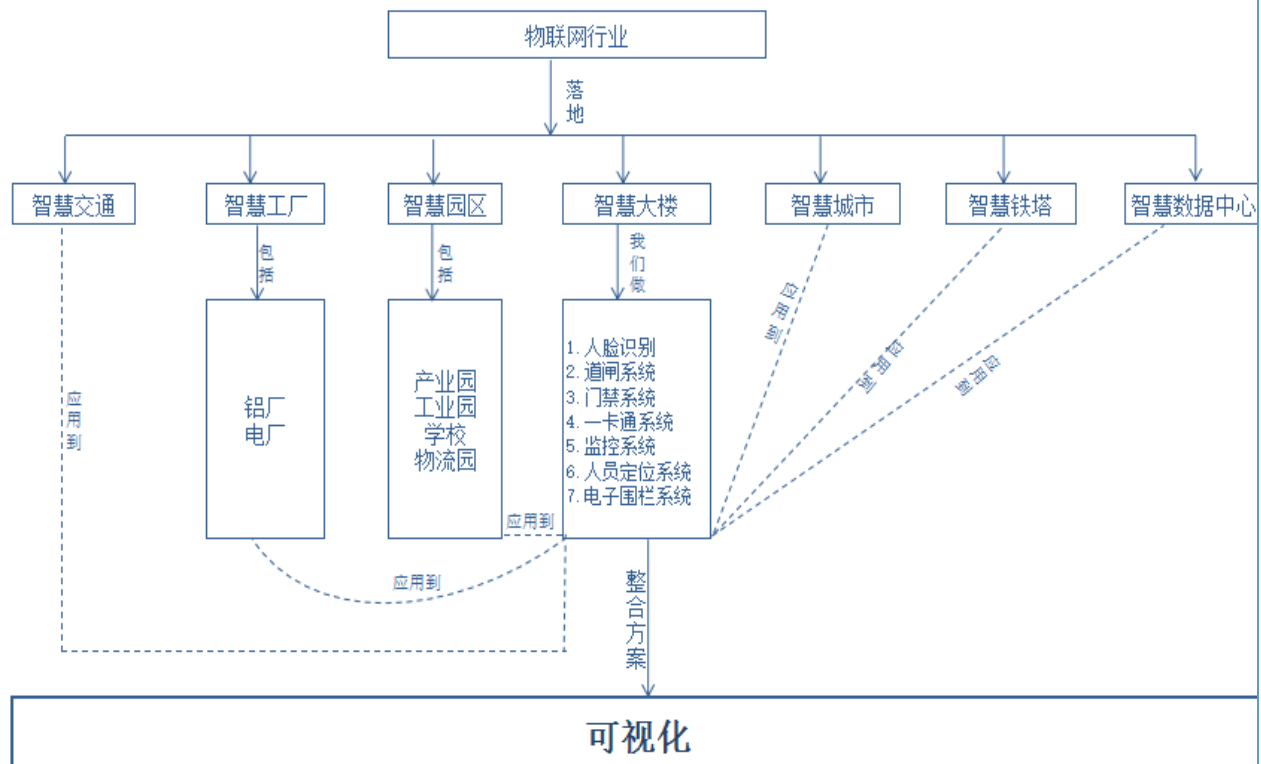 物联网行业
落地
智慧交通
智慧工厂
智慧园区
智慧大楼
智慧城市
智慧铁塔
智慧数据中心
包括
包括
我们做
应用到
应用到
应用到
应用到
铝厂
电厂
产业园
工业园
学校
物流园
1.人脸识别
2.道闸系统
3.门禁系统
4.一卡通系统
5.监控系统
6.人员定位系统
7.电子围栏系统
应用到
应用到
整合方案
可视化